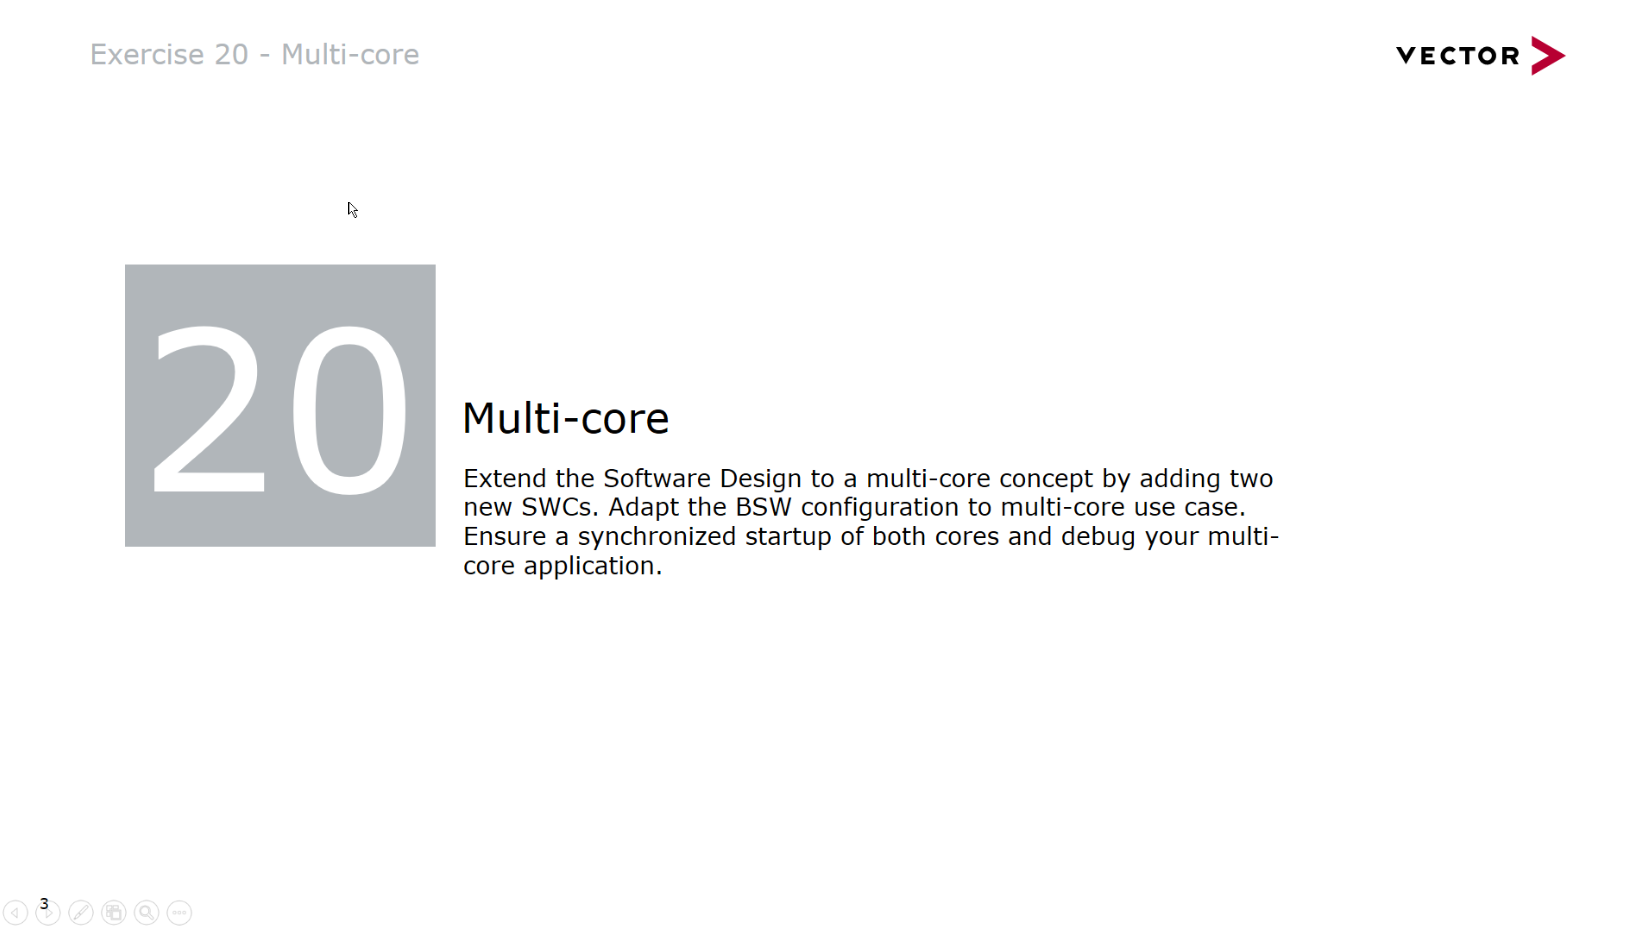 Exercise 20 - Multi-core
VECTOR
20
Multi-core
Extend the Software Design to a multi-core concept by adding two
new SWCs. Adapt the BSW configuration to multi-core use case.
Ensure a synchronized startup of both cores and debug your multi-
core application.
3